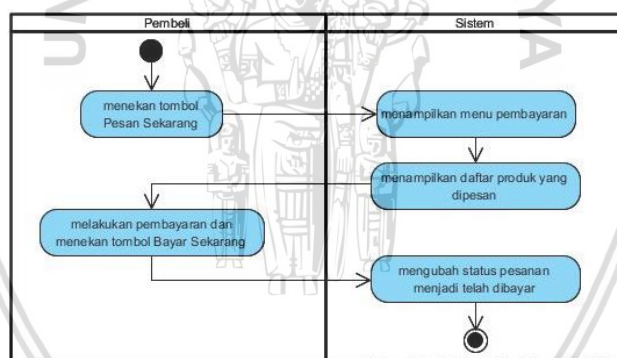 Pembeli
Sistem
menekan tombol
Pesan Sekarang
menampilkan menu pembayaran
menampilkan daftar produk yang
dipesan
melakukan pembayaran dan
menekan tombol Bayar Sekarang
mengubah status pesanan
menjadi telah dibayar
YA